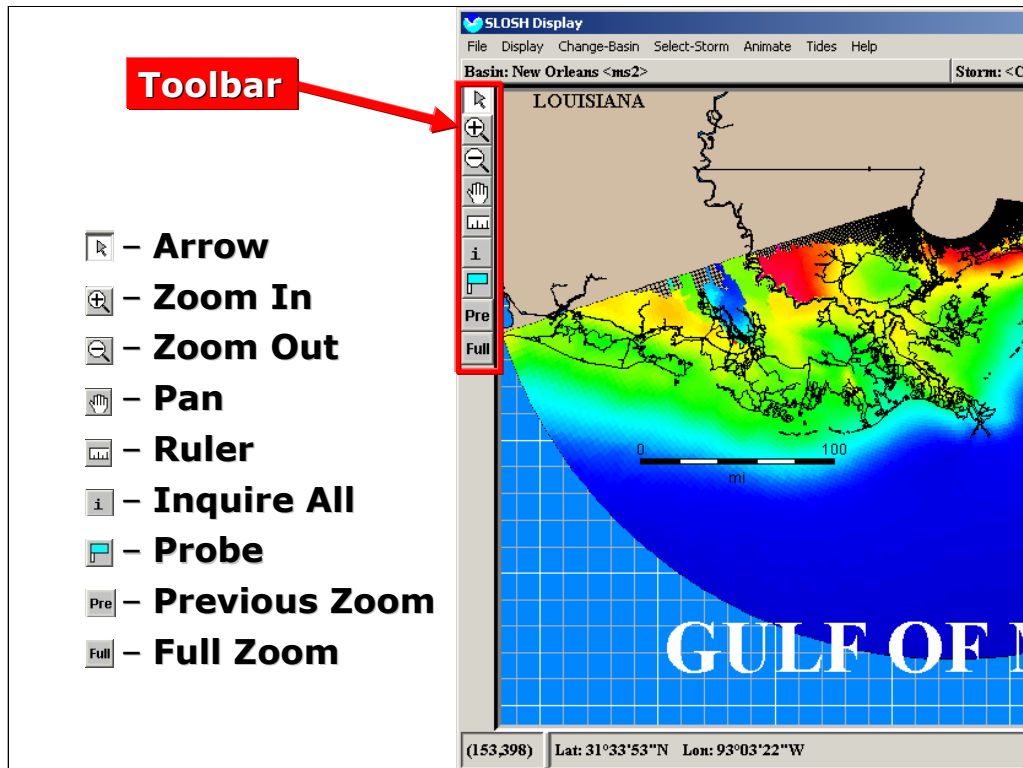 SLOSH Display
File Display Change-Basin Select-Storm Animate Tides Help
Basin: New Orleans <ms2>
Storm: <C
Toolbar
LOUISIANA
i
Pre
Full
– Arrow
– Zoom In
– Zoom Out
– Pan
– Ruler
i – Inquire All
– Probe
Pre – Previous Zoom
Full – Full Zoom
0 100
mi
GULF OF
(153,398) Lat: 31°33'53"N Lon: 93°03'22"W